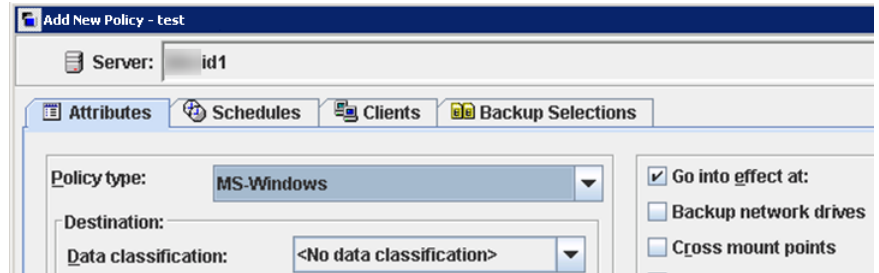 Add New Policy - test
Server: id1
Attributes Schedules Clients Backup Selections
Policy type: MS-Windows
Go into effect at:
Destination:
Backup network drives
Data classification: <No data classification>
Cross mount points